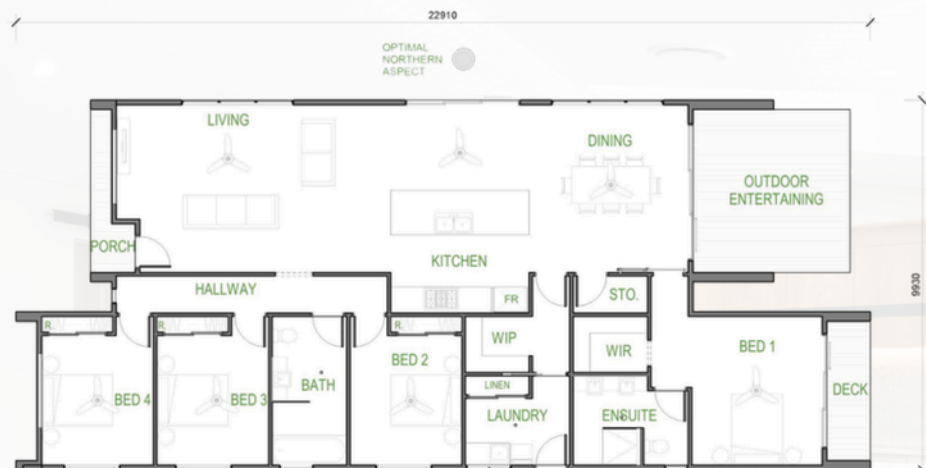 22910
OPTIMAL
NORTHERN
ASPECT
LIVING
DINING
OUTDOOR
ENTERTAINING
PORCH
KITCHEN
HALLWAY
FR
STO.
9930
R.
R.
R.
WIP
WIR
BED 1
BED 2
BATH
LINEN
BED 4
BED 3
LAUNDRY
ENSUITE
DECK